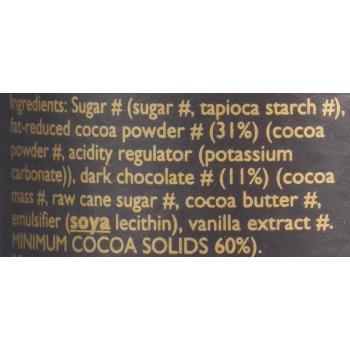 Ingredients: Sugar # (sugar #, tapioca starch #),
fat-reduced cocoa powder # (31%) (cocoa
powder #, acidity regulator (potassium
carbonate)), dark chocolate # (11%) (cocoa
mass #, raw cane sugar #, cocoa butter #,
emulsifier (soya lecithin), vanilla extract #.
MINIMUM COCOA SOLIDS 60%).